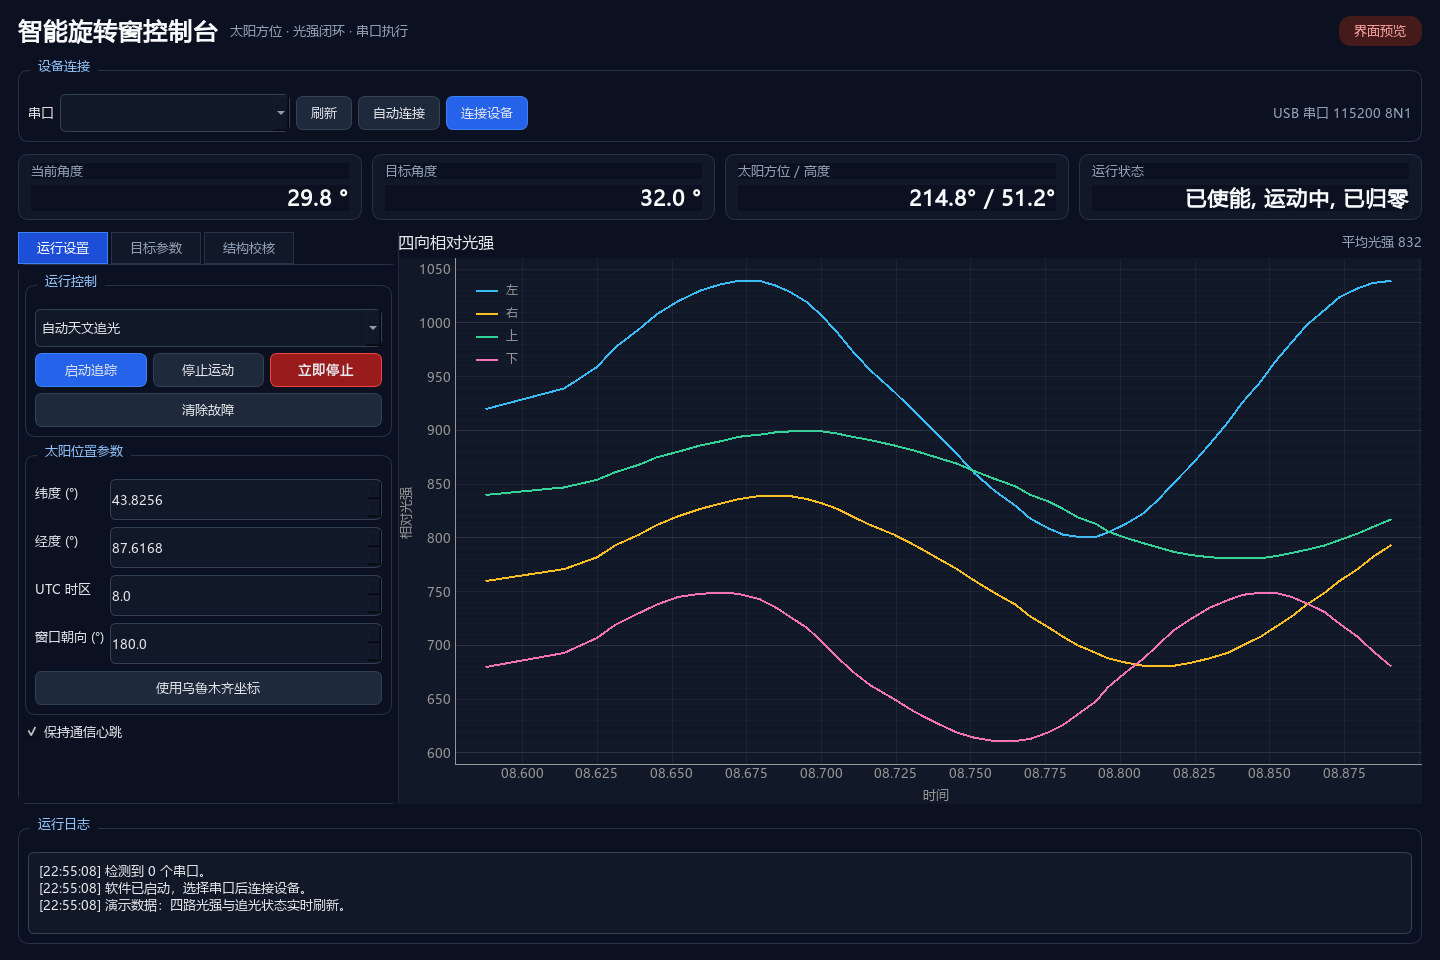 智能旋转窗控制台
太阳方位 · 光强闭环 · 串口执行
界面预览
设备连接
串口
刷新
自动连接
连接设备
USB 串口 115200 8N1
当前角度
29.8 °
目标角度
32.0 °
太阳方位 / 高度
214.8° / 51.2°
运行状态
已使能, 运动中, 已归零
运行设置
目标参数
结构校核
运行控制
自动天文追光
启动追踪
停止运动
立即停止
清除故障
太阳位置参数
纬度 (°)
43.8256
经度 (°)
87.6168
UTC 时区
8.0
窗口朝向 (°)
180.0
使用乌鲁木齐坐标
保持通信心跳
四向相对光强
平均光强 832
左
右
上
下
相对光强
1050
1000
950
900
850
800
750
700
650
600
08.600
08.625
08.650
08.675
08.700
08.725
08.750
08.775
08.800
08.825
08.850
08.875
时间
运行日志
[22:55:08] 检测到 0 个串口。
[22:55:08] 软件已启动，选择串口后连接设备。
[22:55:08] 演示数据：四路光强与追光状态实时刷新。